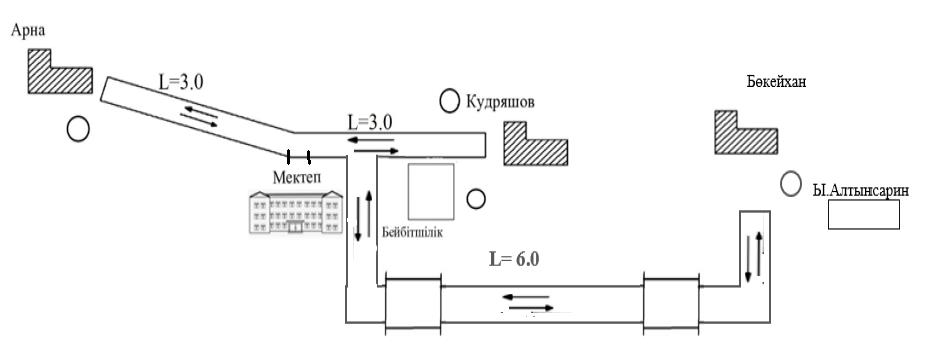 Арна
L=3.0
Бөкейхан
Кудряшов
L=3.0
Мектеп
Ы.Алтынсарин
Бейбітшілік
L= 6.0